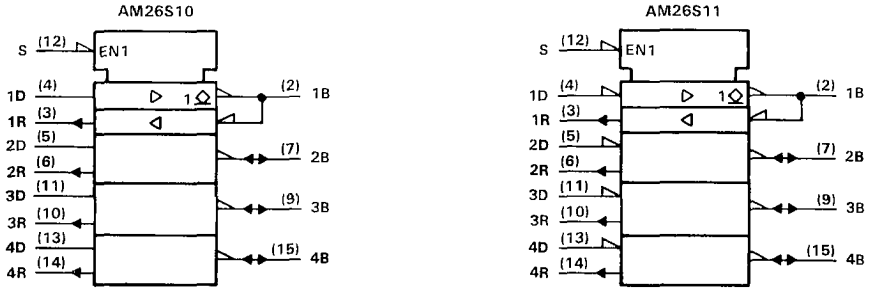 AM26S10
S (12) EN1
1D (4) 1 (2) 1B
1R (3)
2D (5)
(7) 2B
2R (6)
3D (11)
(9) 3B
3R (10)
4D (13)
(15) 4B
4R (14)
AM26S11
S (12) EN1
1D (4) 1 (2) 1B
1R (3)
2D (5)
(7) 2B
2R (6)
3D (11)
(9) 3B
3R (10)
4D (13)
(15) 4B
4R (14)